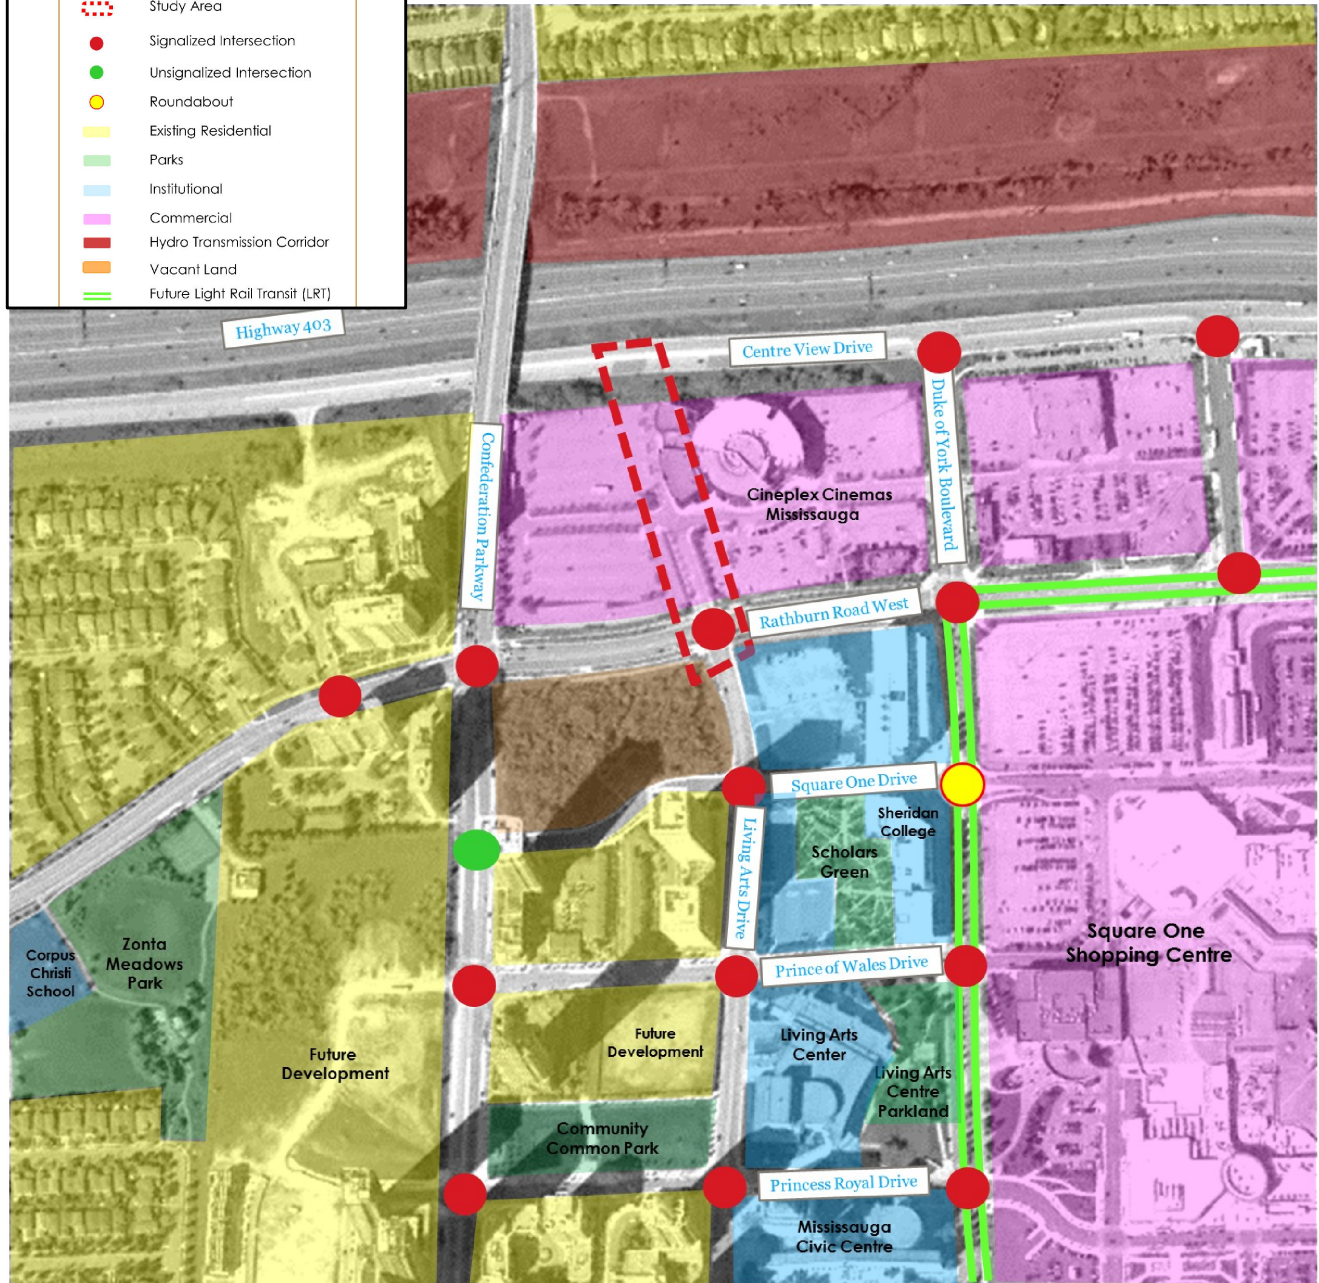 Study Area
Signalized Intersection
Unsignalized Intersection
Roundabout
Existing Residential
Parks
Institutional
Commercial
Hydro Transmission Corridor
Vacant Land
Future Light Rail Transit (LRT)
Highway 403
Centre View Drive
Duke of York Boulevard
Confederation Parkway
Cineplex Cinemas
Mississauga
Rathburn Road West
Square One Drive
Sheridan
College
Scholars
Green
Living Arts Drive
Square One
Shopping Centre
Corpus
Christi
School
Zonta
Meadows
Park
Prince of Wales Drive
Future
Development
Future
Development
Living Arts
Center
Living Arts
Centre
Parkland
Community
Common Park
Princess Royal Drive
Mississauga
Civic Centre